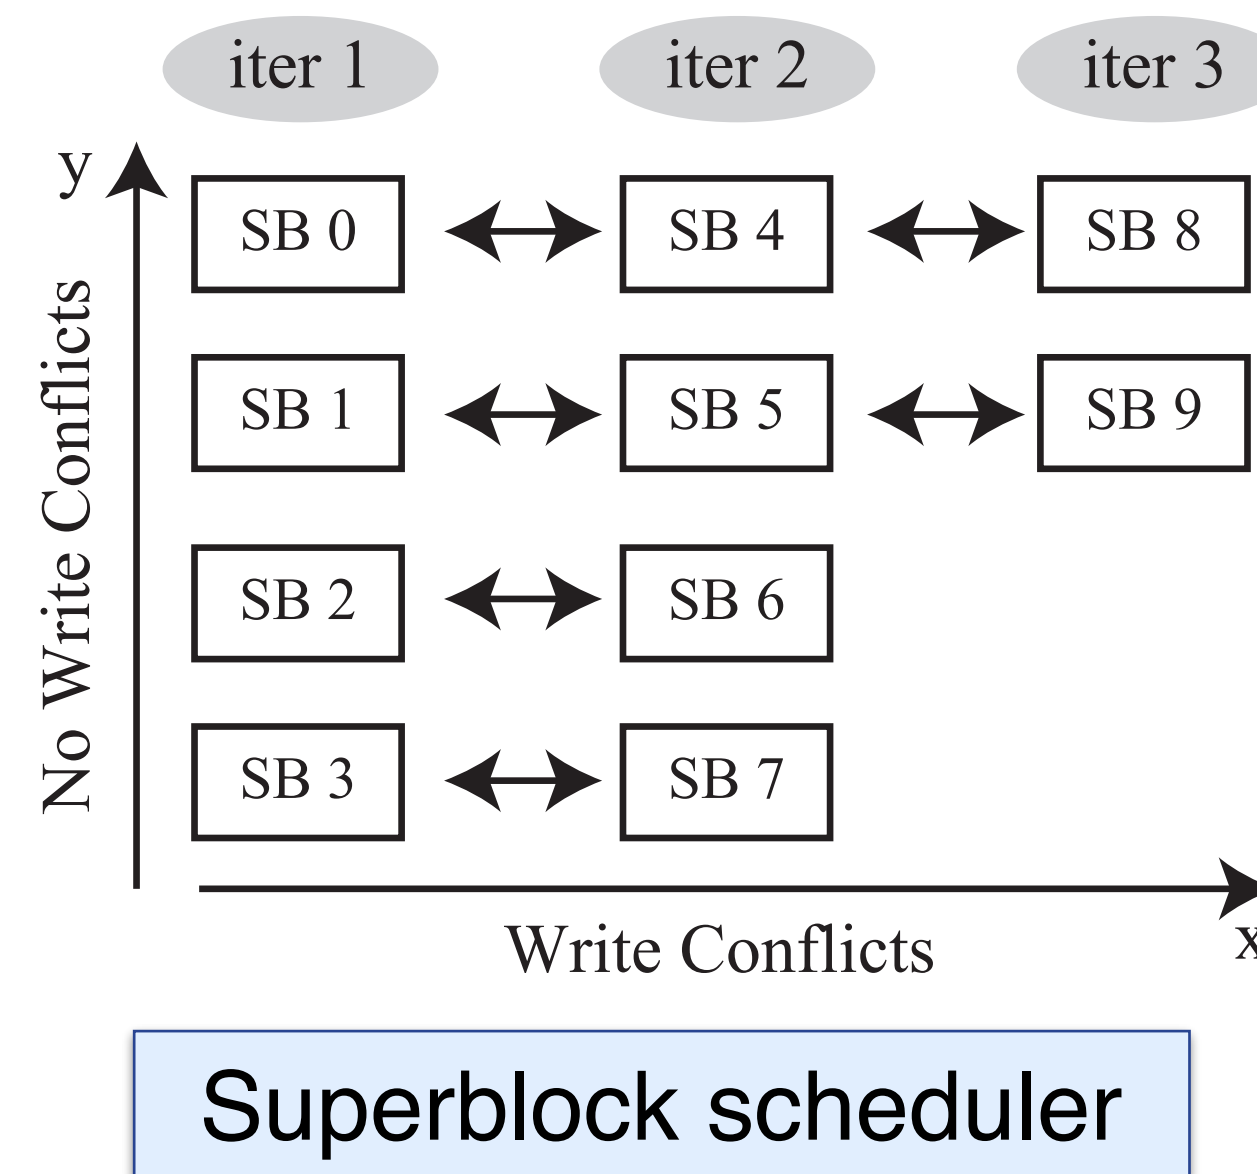 iter 1 iter 2 iter 3
y
SB 0 SB 4 SB 8
SB 1 SB 5 SB 9
SB 2 SB 6
SB 3 SB 7
No Write Conflicts
Write Conflicts
x
Superblock scheduler